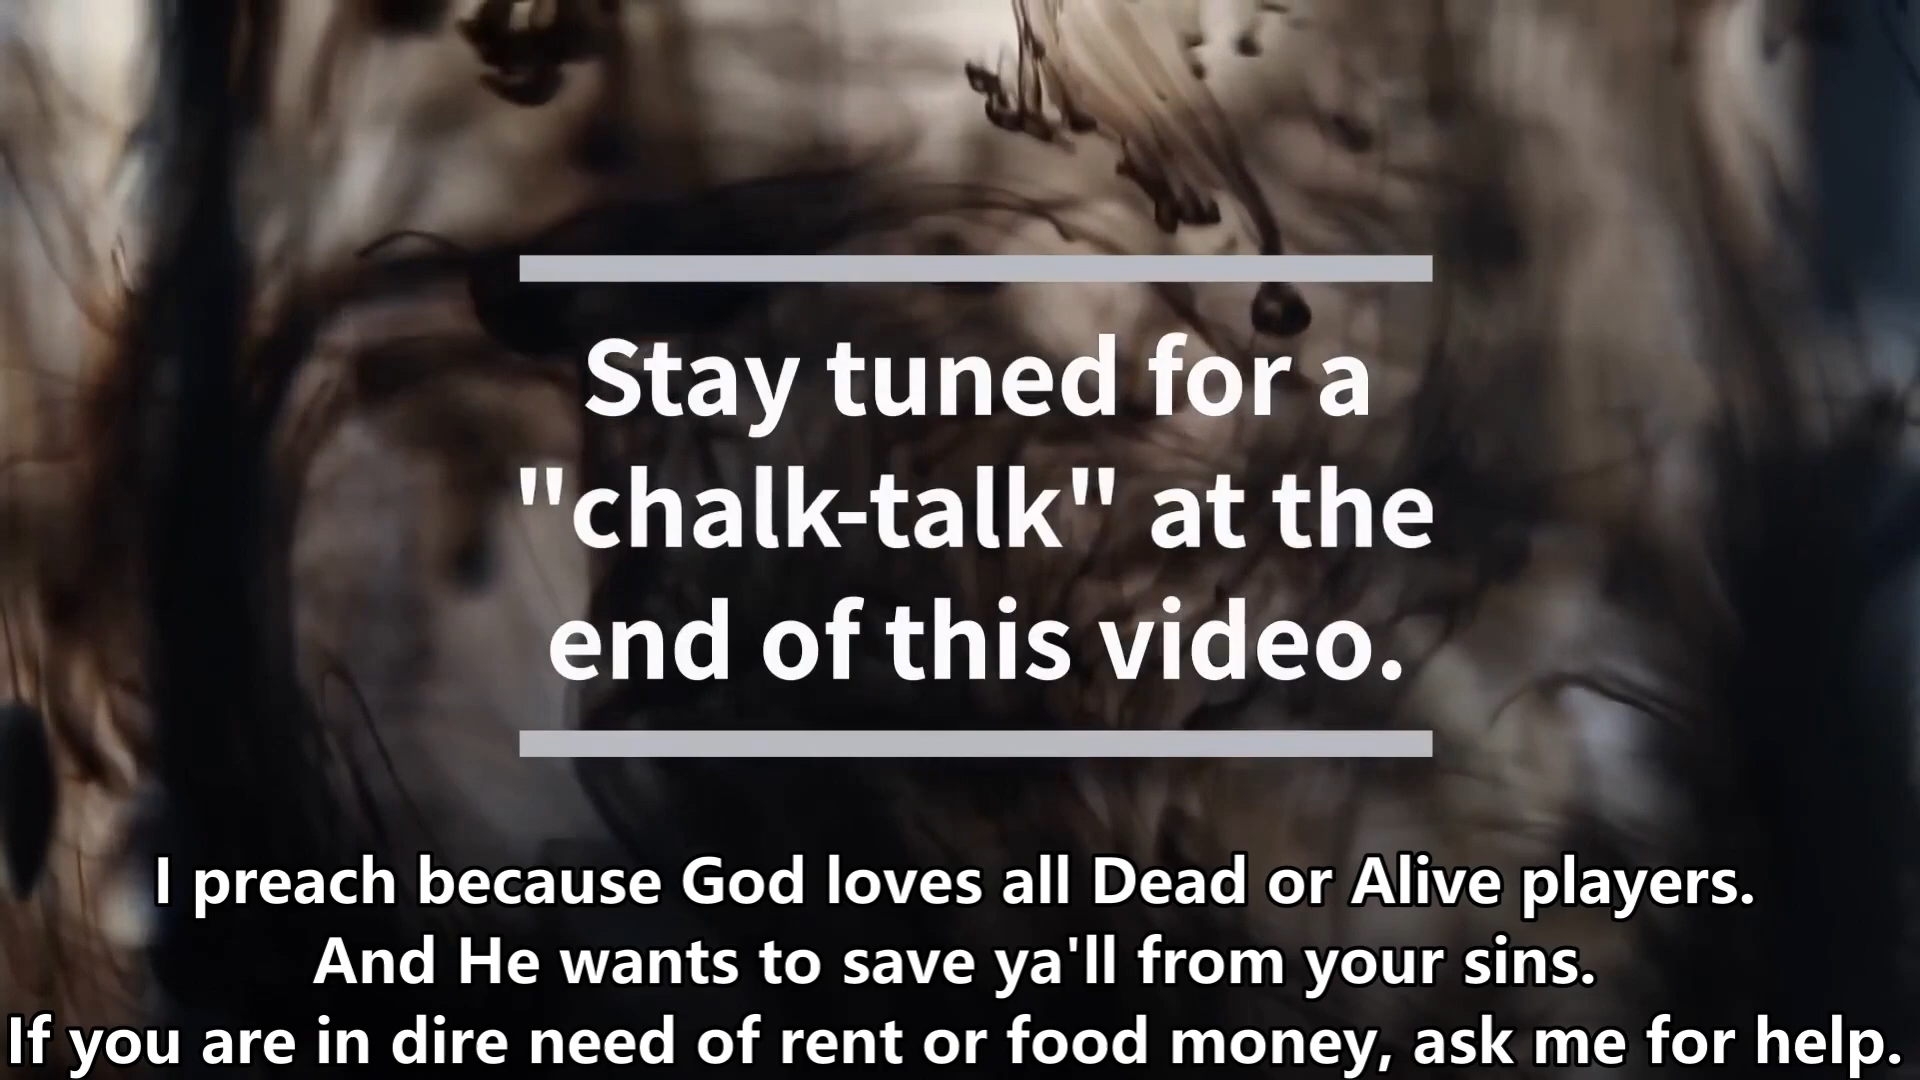 Stay tuned for a
"chalk-talk" at the
end of this video.
I preach because God loves all Dead or Alive players.
And He wants to save ya'll from your sins.
If you are in dire need of rent or food money, ask me for help.